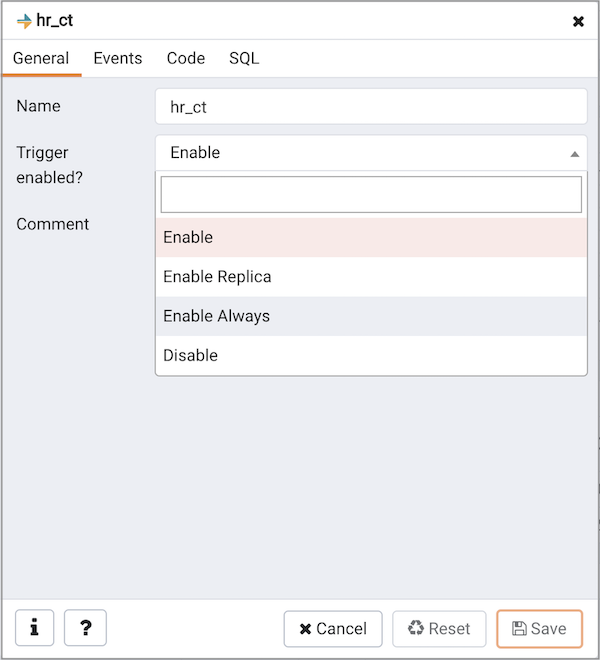 hr_ct
General Events Code SQL
Name hr_ct
Trigger enabled? Enable
Comment
Enable
Enable Replica
Enable Always
Disable
i ? Cancel Reset Save